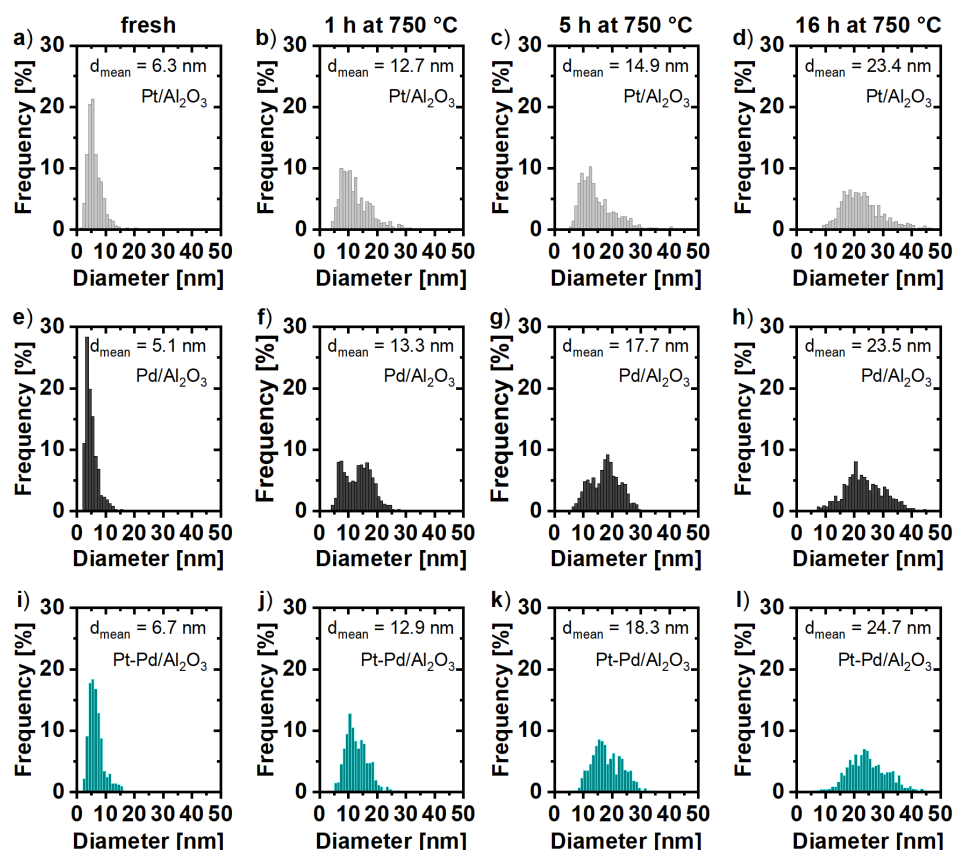 fresh
1 h at 750 °C
5 h at 750 °C
16 h at 750 °C
a)
Frequency [%]
30
20
10
0
d_mean = 6.3 nm
Pt/Al₂O₃
0 10 20 30 40 50
Diameter [nm]
b)
Frequency [%]
30
20
10
0
d_mean = 12.7 nm
Pt/Al₂O₃
0 10 20 30 40 50
Diameter [nm]
c)
Frequency [%]
30
20
10
0
d_mean = 14.9 nm
Pt/Al₂O₃
0 10 20 30 40 50
Diameter [nm]
d)
Frequency [%]
30
20
10
0
d_mean = 23.4 nm
Pt/Al₂O₃
0 10 20 30 40 50
Diameter [nm]
e)
Frequency [%]
30
20
10
0
d_mean = 5.1 nm
Pd/Al₂O₃
0 10 20 30 40 50
Diameter [nm]
f)
Frequency [%]
30
20
10
0
d_mean = 13.3 nm
Pd/Al₂O₃
0 10 20 30 40 50
Diameter [nm]
g)
Frequency [%]
30
20
10
0
d_mean = 17.7 nm
Pd/Al₂O₃
0 10 20 30 40 50
Diameter [nm]
h)
Frequency [%]
30
20
10
0
d_mean = 23.5 nm
Pd/Al₂O₃
0 10 20 30 40 50
Diameter [nm]
i)
Frequency [%]
30
20
10
0
d_mean = 6.7 nm
Pt-Pd/Al₂O₃
0 10 20 30 40 50
Diameter [nm]
j)
Frequency [%]
30
20
10
0
d_mean = 12.9 nm
Pt-Pd/Al₂O₃
0 10 20 30 40 50
Diameter [nm]
k)
Frequency [%]
30
20
10
0
d_mean = 18.3 nm
Pt-Pd/Al₂O₃
0 10 20 30 40 50
Diameter [nm]
l)
Frequency [%]
30
20
10
0
d_mean = 24.7 nm
Pt-Pd/Al₂O₃
0 10 20 30 40 50
Diameter [nm]